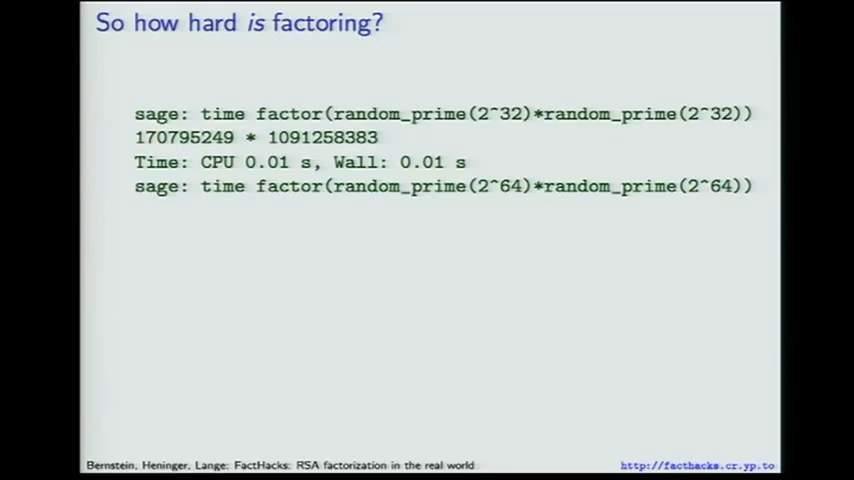 So how hard is factoring?
sage: time factor(random_prime(2^32)*random_prime(2^32))
170795249 * 1091258383
Time: CPU 0.01 s, Wall: 0.01 s
sage: time factor(random_prime(2^64)*random_prime(2^64))
Bernstein, Heninger, Lange: FactHacks: RSA factorization in the real world
http://facthacks.cr.yp.to